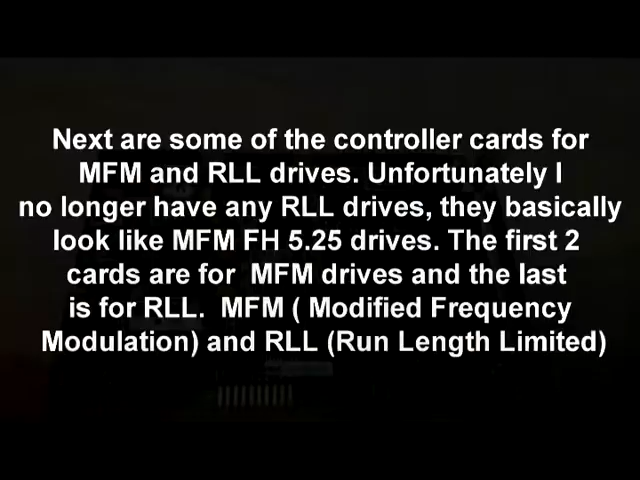 Next are some of the controller cards for
MFM and RLL drives. Unfortunately I
no longer have any RLL drives, they basically
look like MFM FH 5.25 drives. The first 2
cards are for  MFM drives and the last
is for RLL.  MFM ( Modified Frequency
Modulation) and RLL (Run Length Limited)